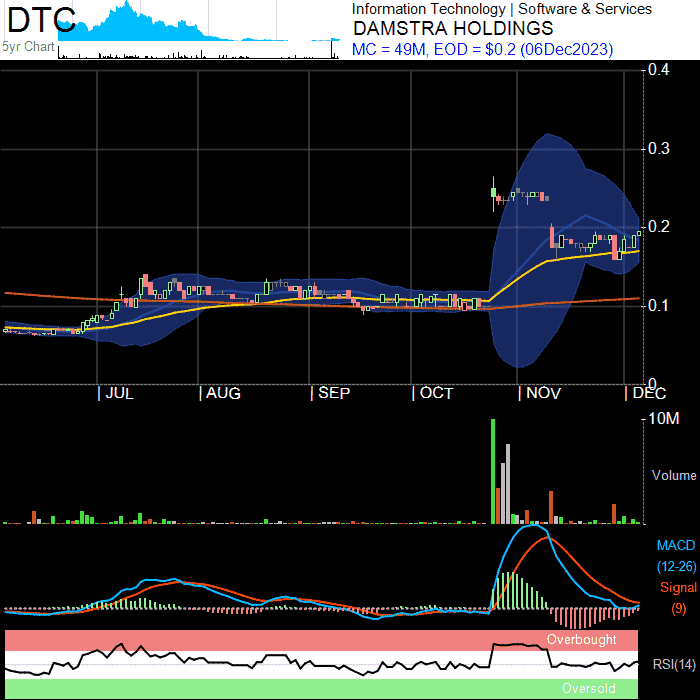 DTC
5yr Chart
Information Technology | Software & Services
DAMSTRA HOLDINGS
MC = 49M, EOD = $0.2 (06Dec2023)
0.4
0.3
0.2
0.1
0
| JUL | AUG | SEP | OCT | NOV | DEC
10M
Volume
MACD
(12-26)
Signal
(9)
Overbought
RSI(14)
Oversold